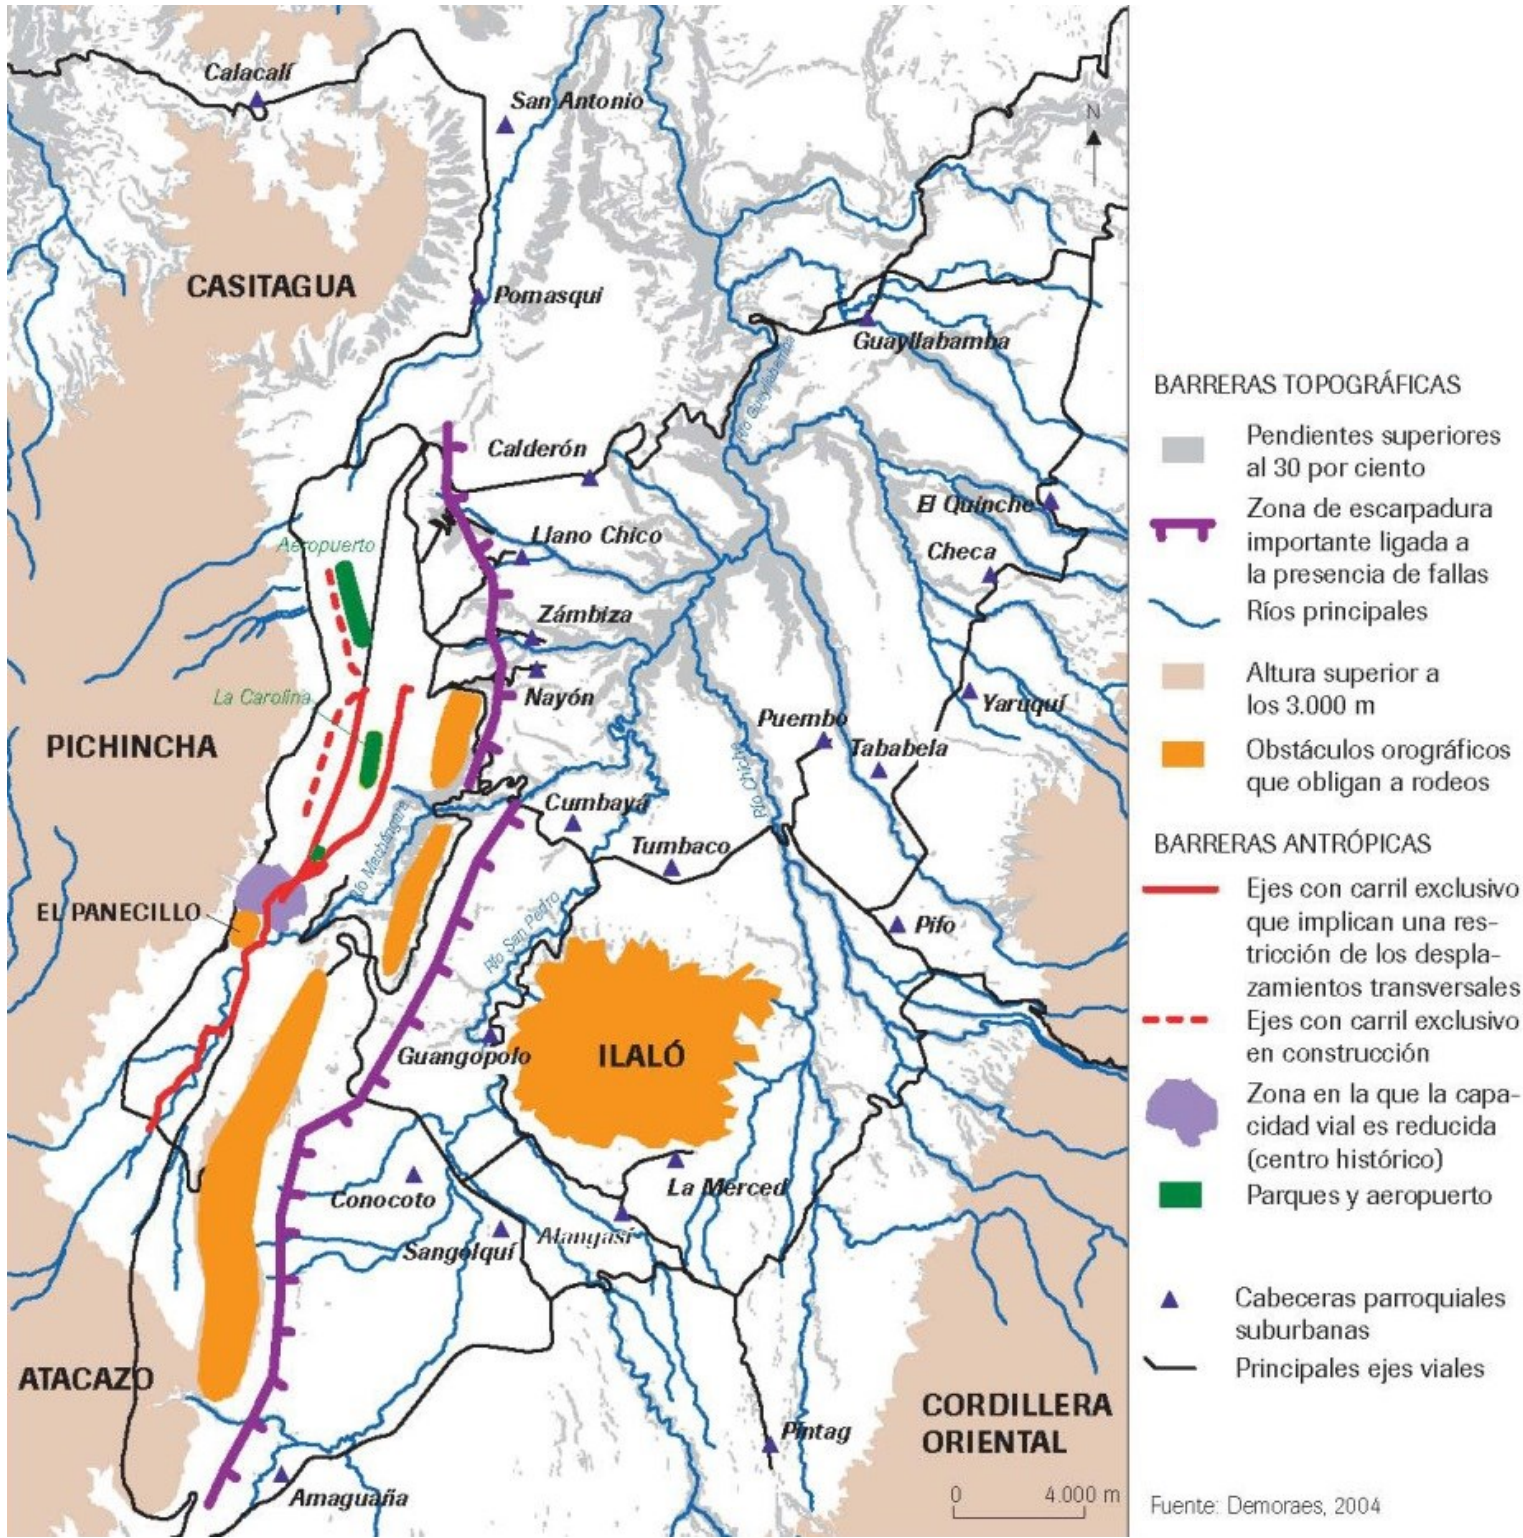 Calacalí
San Antonio
N
CASITAGUA
Pomasqui
Guayllabamba
Río Guayllabamba
Calderón
El Quinche
Llano Chico
Checa
Aeropuerto
Zámbiza
La Carolina
Nayón
Yaruquí
PICHINCHA
Puembo
Tababela
Río Chiche
Cumbayá
Río Machángara
Tumbaco
EL PANECILLO
Pifo
Río San Pedro
Guangopolo
ILALÓ
Conocoto
La Merced
Sangolquí
Alangasí
ATACAZO
CORDILLERA
ORIENTAL
Pintag
Amaguaña
0 4.000 m
BARRERAS TOPOGRÁFICAS
Pendientes superiores
al 30 por ciento
Zona de escarpadura
importante ligada a
la presencia de fallas
Ríos principales
Altura superior a
los 3.000 m
Obstáculos orográficos
que obligan a rodeos
BARRERAS ANTRÓPICAS
Ejes con carril exclusivo
que implican una res-
tricción de los despla-
zamientos transversales
Ejes con carril exclusivo
en construcción
Zona en la que la capa-
cidad vial es reducida
(centro histórico)
Parques y aeropuerto
Cabeceras parroquiales
suburbanas
Principales ejes viales
Fuente: Demoraes, 2004